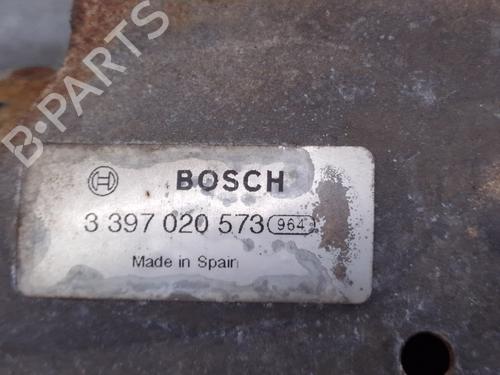 B-PARTS
BOSCH
3 397 020 573 964
Made in Spain